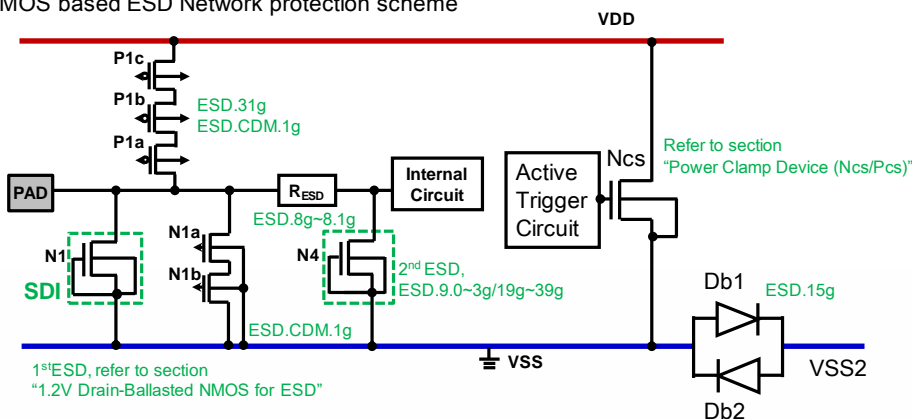 MOS based ESD Network protection scheme
VDD
P1c
P1b
P1a
ESD.31g
ESD.CDM.1g
PAD
RESD
Internal
Circuit
ESD.8g~8.1g
N1
SDI
N1a
N1b
N4
2nd ESD,
ESD.9.0~3g/19g~39g
ESD.CDM.1g
Active
Trigger
Circuit
Ncs
Refer to section
“Power Clamp Device (Ncs/Pcs)”
Db1
ESD.15g
VSS
VSS2
Db2
1stESD, refer to section
“1.2V Drain-Ballasted NMOS for ESD”